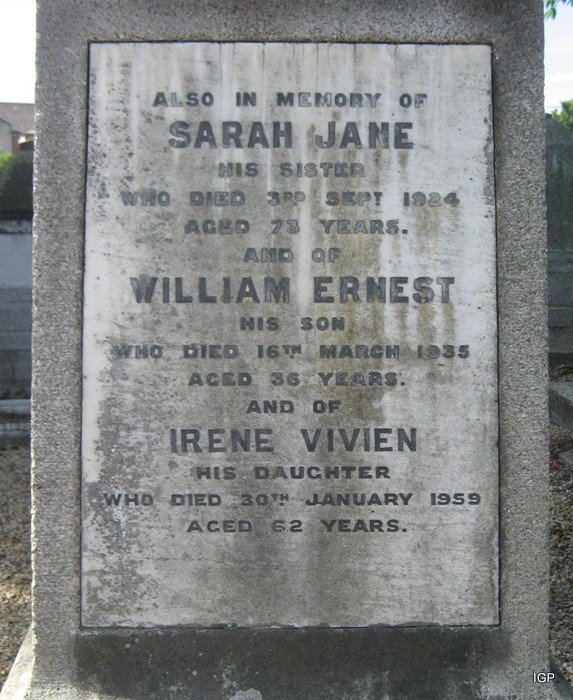 ALSO IN MEMORY OF
SARAH JANE
HIS SISTER
WHO DIED 3RD SEPT 1924
AGED 73 YEARS.
AND OF
WILLIAM ERNEST
HIS SON
WHO DIED 16TH MARCH 1935
AGED 36 YEARS.
AND OF
IRENE VIVIEN
HIS DAUGHTER
WHO DIED 30TH JANUARY 1959
AGED 62 YEARS.
IGP